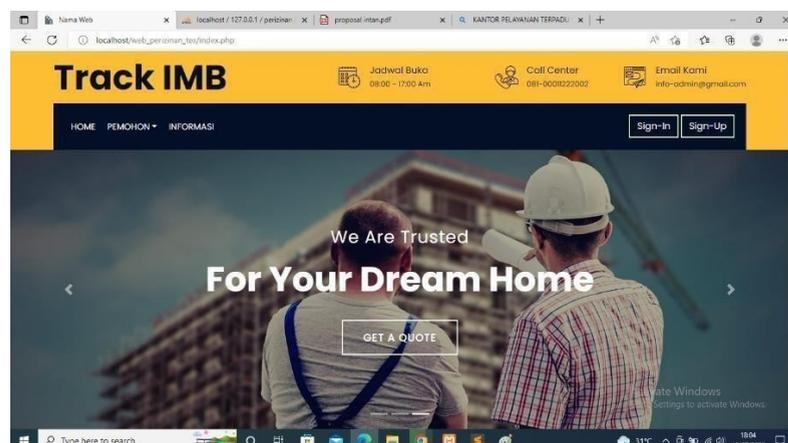 Nama Web
localhost / 127.0.0.1 / perizinan
proposal intan.pdf
KANTOR PELAYANAN TERPADU
localhost/web_perizinan_tes/index.php
Track IMB
Jadwal Buka
08:00 - 17:00 Am
Call Center
081-00011222002
Email Kami
info-admin@gmail.com
HOME PEMOHON INFORMASI
Sign-In Sign-Up
We Are Trusted
For Your Dream Home
GET A QUOTE
ate Windows
Settings to activate Windows.
Type here to search
31°C
18:04